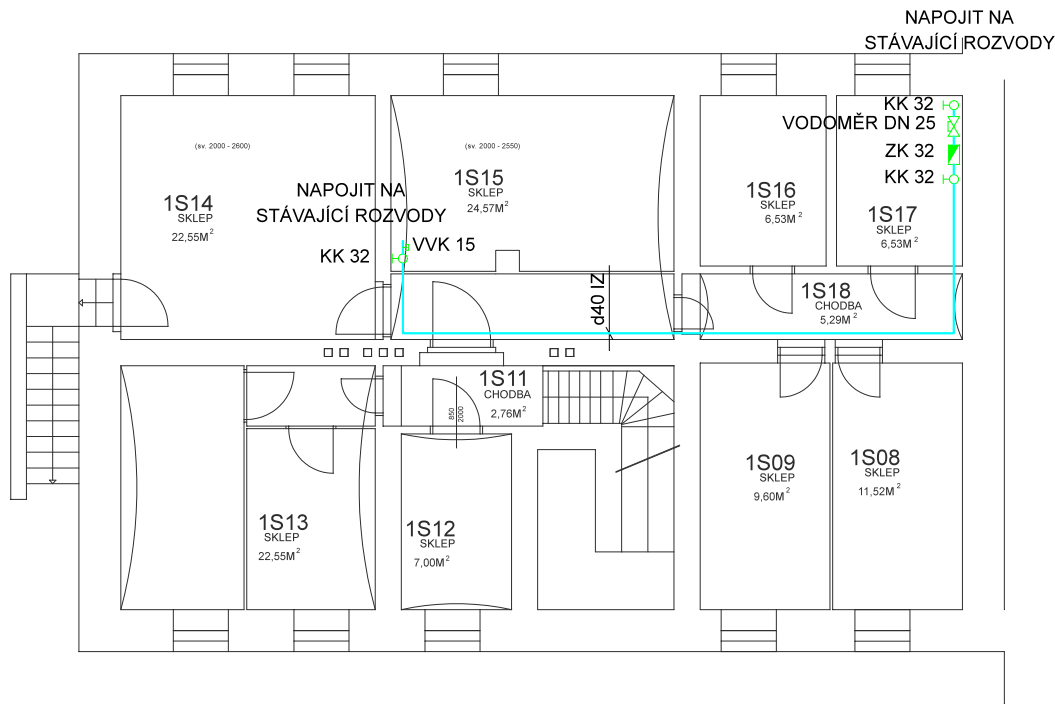 NAPOJIT NA
STÁVAJÍCÍ ROZVODY
KK 32
VODOMĚR DN 25
ZK 32
KK 32
(sv. 2000 - 2600)
(sv. 2000 - 2550)
1S14
SKLEP
22,55M²
NAPOJIT NA
STÁVAJÍCÍ ROZVODY
1S15
SKLEP
24,57M²
VVK 15
KK 32
1S16
SKLEP
6,53M²
1S17
SKLEP
6,53M²
1S18
CHODBA
5,29M²
d40 IZ
1S11
CHODBA
2,76M²
850
2000
1S13
SKLEP
22,55M²
1S12
SKLEP
7,00M²
1S09
SKLEP
9,60M²
1S08
SKLEP
11,52M²